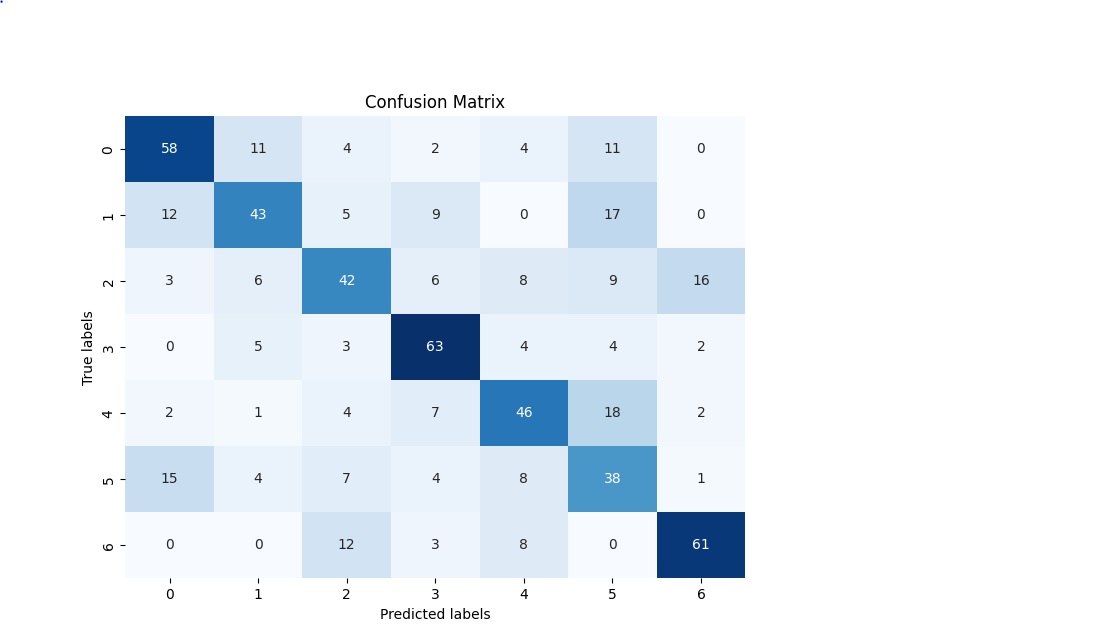 Confusion Matrix
0 58 11 4 2 4 11 0
1 12 43 5 9 0 17 0
2 3 6 42 6 8 9 16
3 0 5 3 63 4 4 2
4 2 1 4 7 46 18 2
5 15 4 7 4 8 38 1
6 0 0 12 3 8 0 61
0 1 2 3 4 5 6
True labels
Predicted labels